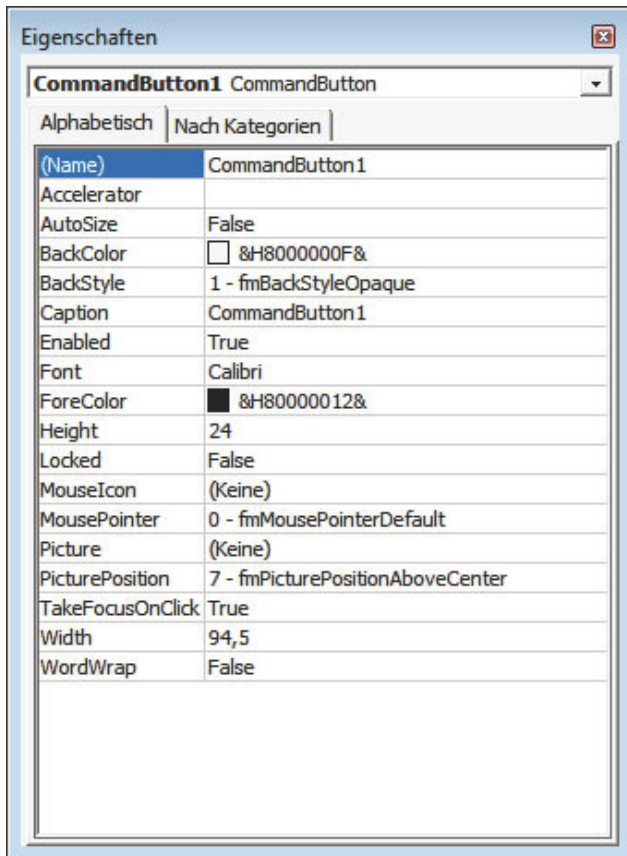 Eigenschaften
CommandButton1 CommandButton
Alphabetisch Nach Kategorien
(Name) CommandButton1
Accelerator
AutoSize False
BackColor &H8000000F&
BackStyle 1 - fmBackStyleOpaque
Caption CommandButton1
Enabled True
Font Calibri
ForeColor &H80000012&
Height 24
Locked False
MouseIcon (Keine)
MousePointer 0 - fmMousePointerDefault
Picture (Keine)
PicturePosition 7 - fmPicturePositionAboveCenter
TakeFocusOnClick True
Width 94,5
WordWrap False